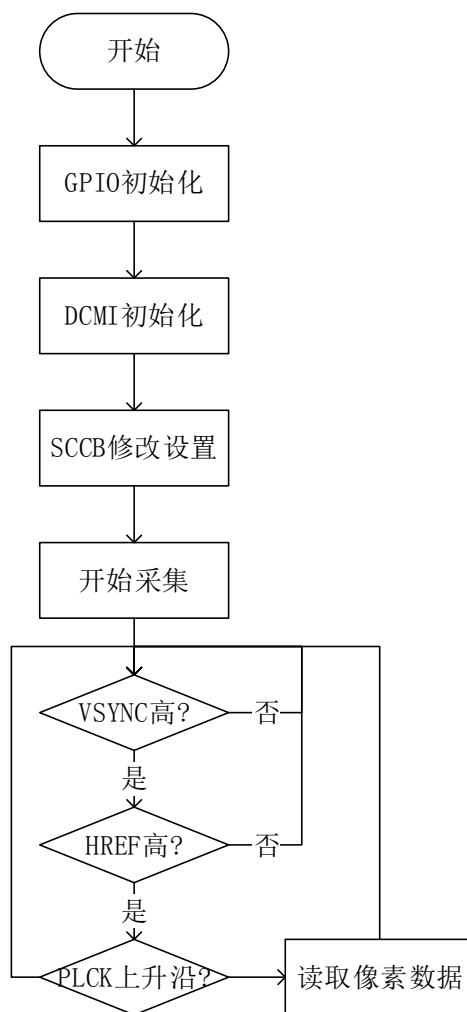 开始
GPIO初始化
DCMI初始化
SCCB修改设置
开始采集
VSYNC高?
否
是
HREF高?
否
是
PLCK上升沿?
读取像素数据